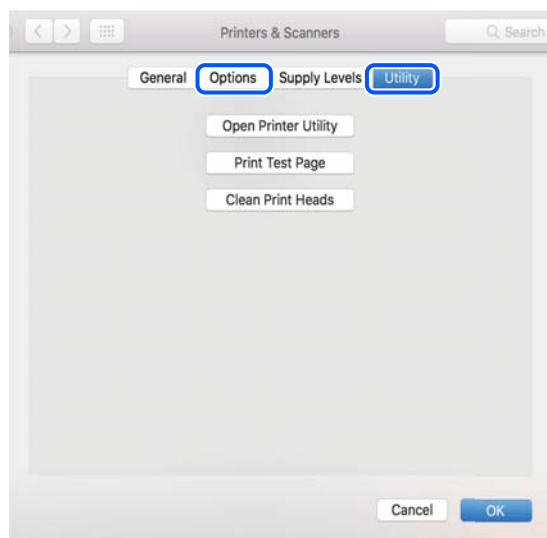 Printers & Scanners Search
General Options Supply Levels Utility
Open Printer Utility
Print Test Page
Clean Print Heads
Cancel OK